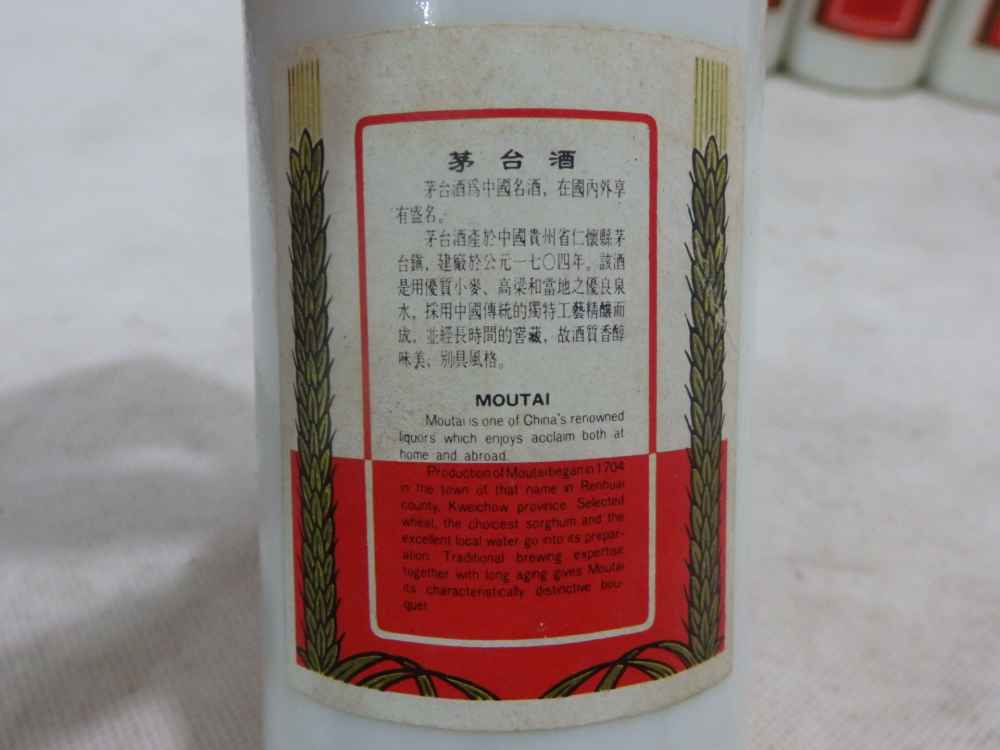 茅台酒
茅台酒爲中國名酒，在國內外享
有盛名。
茅台酒產於中國貴州省仁懷縣茅
台鎮，建廠於公元一七〇四年。該酒
是用優質小麥、高粱和當地之優良泉
水，採用中國傳統的獨特工藝精釀而
成，並經長時間的窖藏，故酒質香醇
味美，別具風格。
MOUTAI
Moutai is one of China's renowned
liquors which enjoys acclaim both at
home and abroad.
Production of Moutai began in 1704
in the town of that name in Renhuai
county, Kweichow province. Selected
wheat, the choicest sorghum and the
excellent local water go into its prepar-
ation. Traditional brewing expertise
together with long aging gives Moutai
its characteristically distinctive bou-
quet.